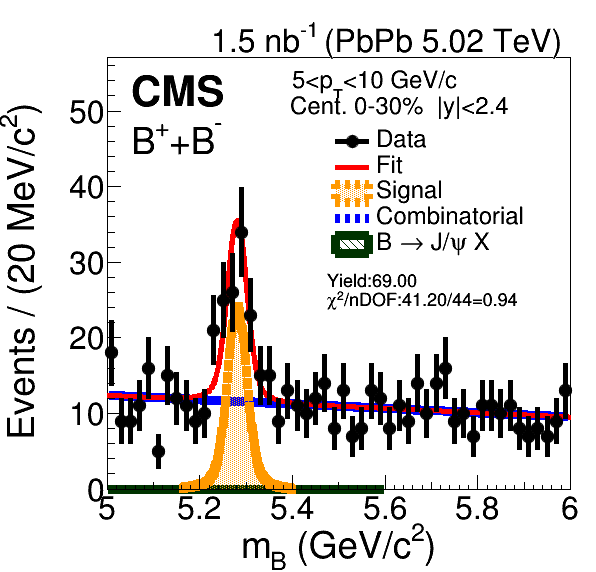 1.5 nb⁻¹ (PbPb 5.02 TeV)
CMS
B⁺+B⁻
5<p_T<10 GeV/c
Cent. 0-30% |y|<2.4
Data
Fit
Signal
Combinatorial
B → J/ψ X
Yield:69.00
χ²/nDOF:41.20/44=0.94
Events / (20 MeV/c²)
50
40
30
20
10
0
5 5.2 5.4 5.6 5.8 6
m_B (GeV/c²)